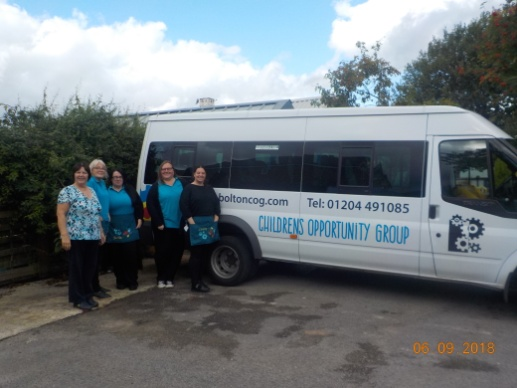 boltoncog.com
Tel: 01204 491085
CHILDRENS OPPORTUNITY GROUP
06 09 2018